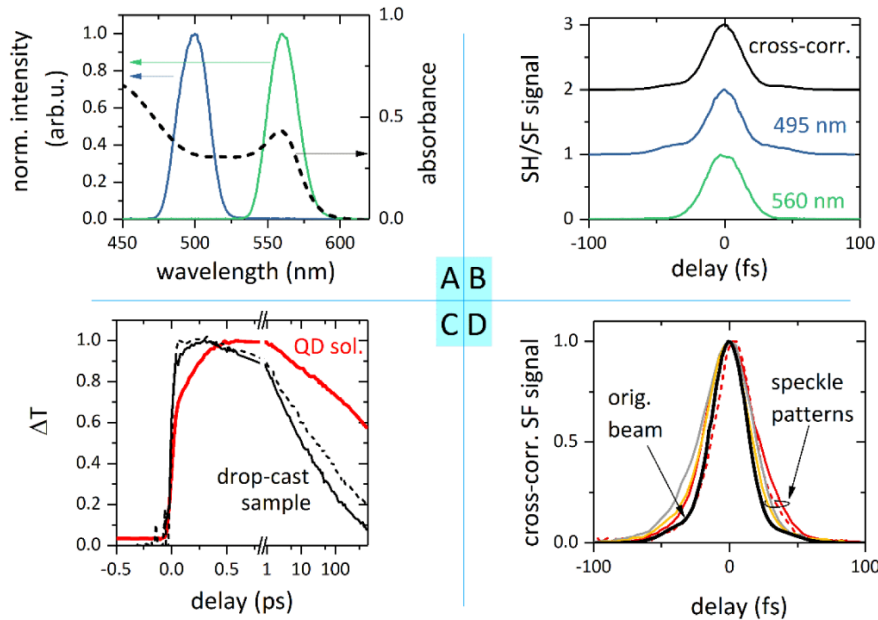 1.0
0.8
0.6
0.4
0.2
0.0
norm. intensity
(arb.u.)
450
500
550
600
wavelength (nm)
1.0
0.5
0.0
absorbance
3
2
1
0
SH/SF signal
cross-corr.
495 nm
560 nm
-100
0
100
delay (fs)
A B
C D
1.0
0.8
0.6
0.4
0.2
0.0
ΔT
QD sol.
drop-cast
sample
-0.5
0.0
0.5
1
10
100
delay (ps)
1.0
0.5
0.0
cross-corr. SF signal
orig.
beam
speckle
patterns
-100
0
100
delay (fs)